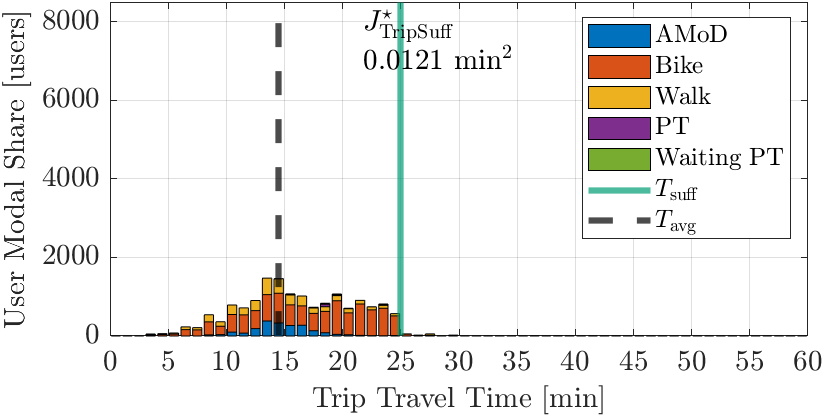 User Modal Share [users]
8000
6000
4000
2000
0
J⋆TripSuff
0.0121 min²
AMoD
Bike
Walk
PT
Waiting PT
Tsuff
Tavg
0 5 10 15 20 25 30 35 40 45 50 55 60
Trip Travel Time [min]